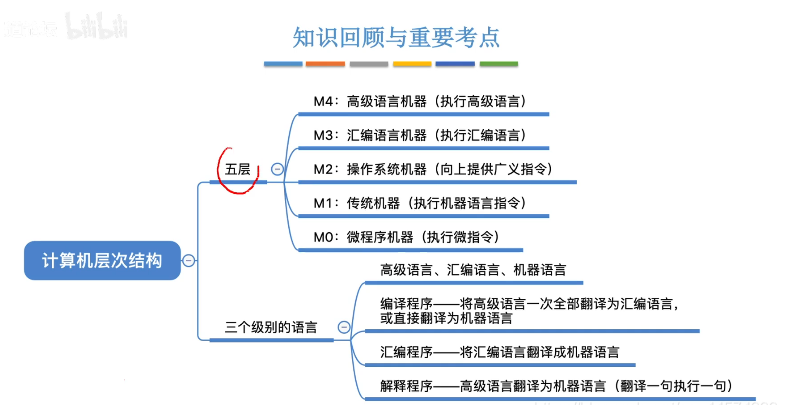 bilibili
知识回顾与重要考点
M4：高级语言机器（执行高级语言）
M3：汇编语言机器（执行汇编语言）
五层
M2：操作系统机器（向上提供广义指令）
M1：传统机器（执行机器语言指令）
M0：微程序机器（执行微指令）
计算机层次结构
高级语言、汇编语言、机器语言
编译程序——将高级语言一次全部翻译为汇编语言，
或直接翻译为机器语言
三个级别的语言
汇编程序——将汇编语言翻译成机器语言
解释程序——高级语言翻译为机器语言（翻译一句执行一句）